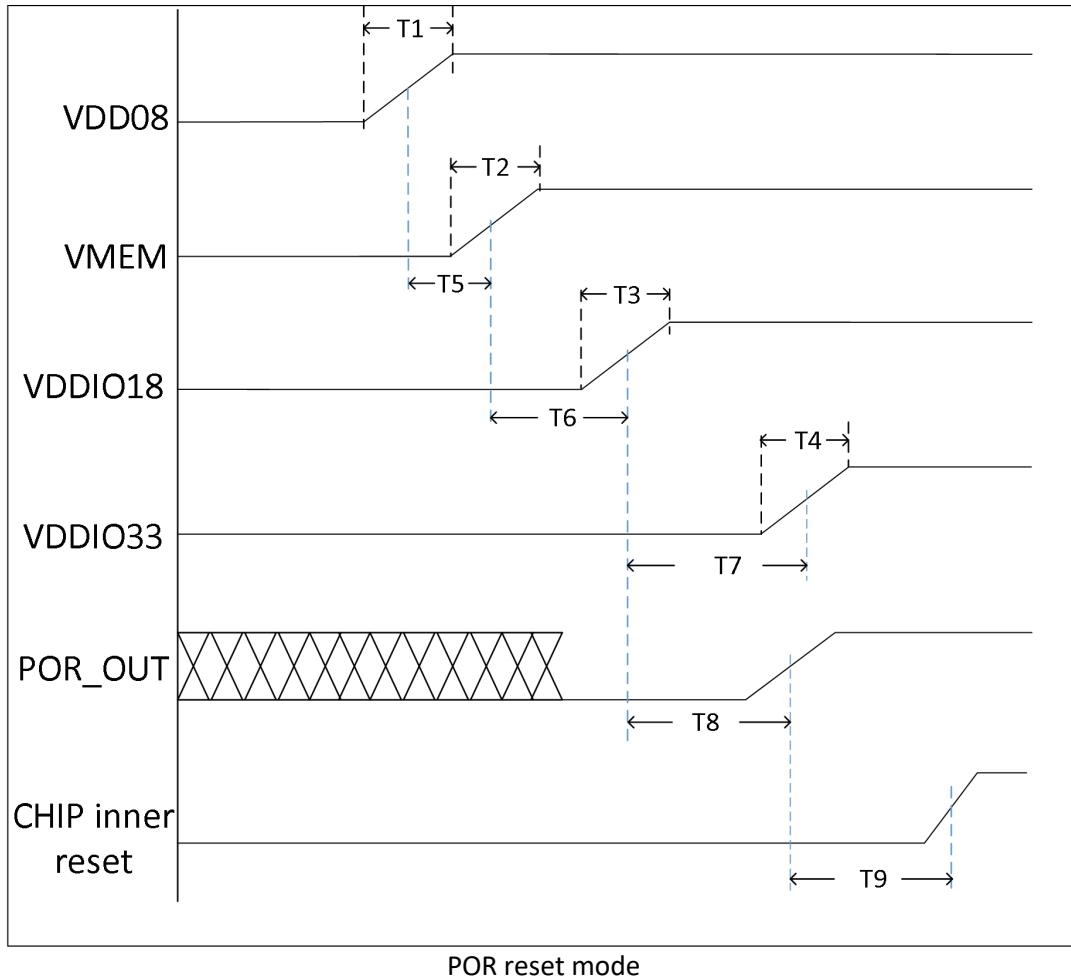 T1
VDD08
T2
VMEM
T5
T3
VDDIO18
T6
T4
VDDIO33
T7
POR_OUT
T8
CHIP inner
reset
T9
POR reset mode